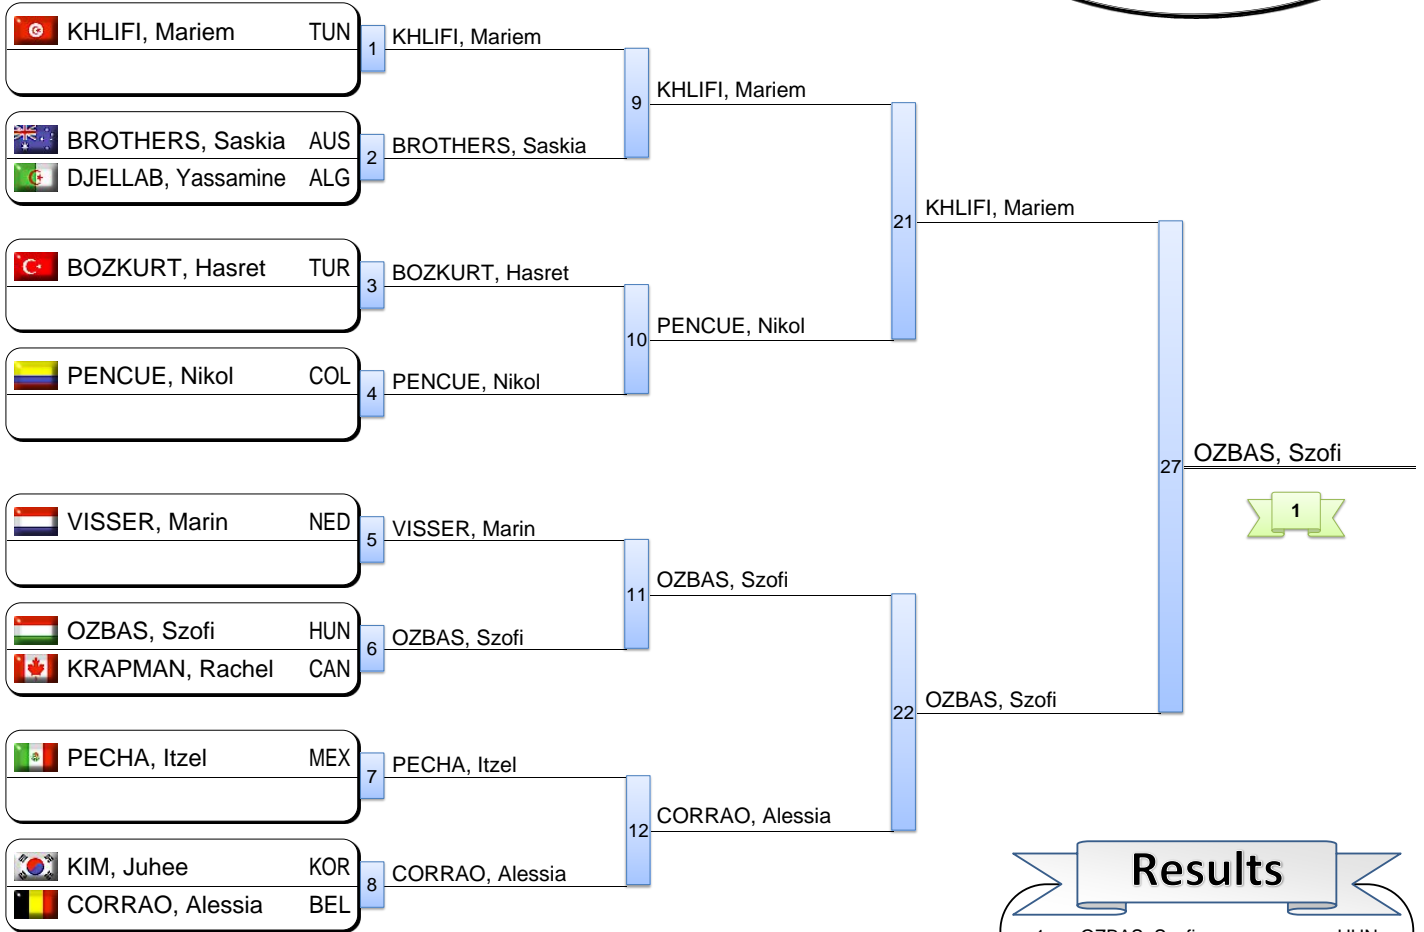 KHLIFI, Mariem TUN
1
KHLIFI, Mariem
BROTHERS, Saskia AUS
DJELLAB, Yassamine ALG
2
BROTHERS, Saskia
9
KHLIFI, Mariem
BOZKURT, Hasret TUR
3
BOZKURT, Hasret
PENCUE, Nikol COL
4
PENCUE, Nikol
10
PENCUE, Nikol
21
KHLIFI, Mariem
VISSER, Marin NED
5
VISSER, Marin
OZBAS, Szofi HUN
KRAPMAN, Rachel CAN
6
OZBAS, Szofi
11
OZBAS, Szofi
PECHA, Itzel MEX
7
PECHA, Itzel
KIM, Juhee KOR
CORRAO, Alessia BEL
8
CORRAO, Alessia
12
CORRAO, Alessia
22
OZBAS, Szofi
27
OZBAS, Szofi
1
Results
1 OZBAS, Szofi HUN